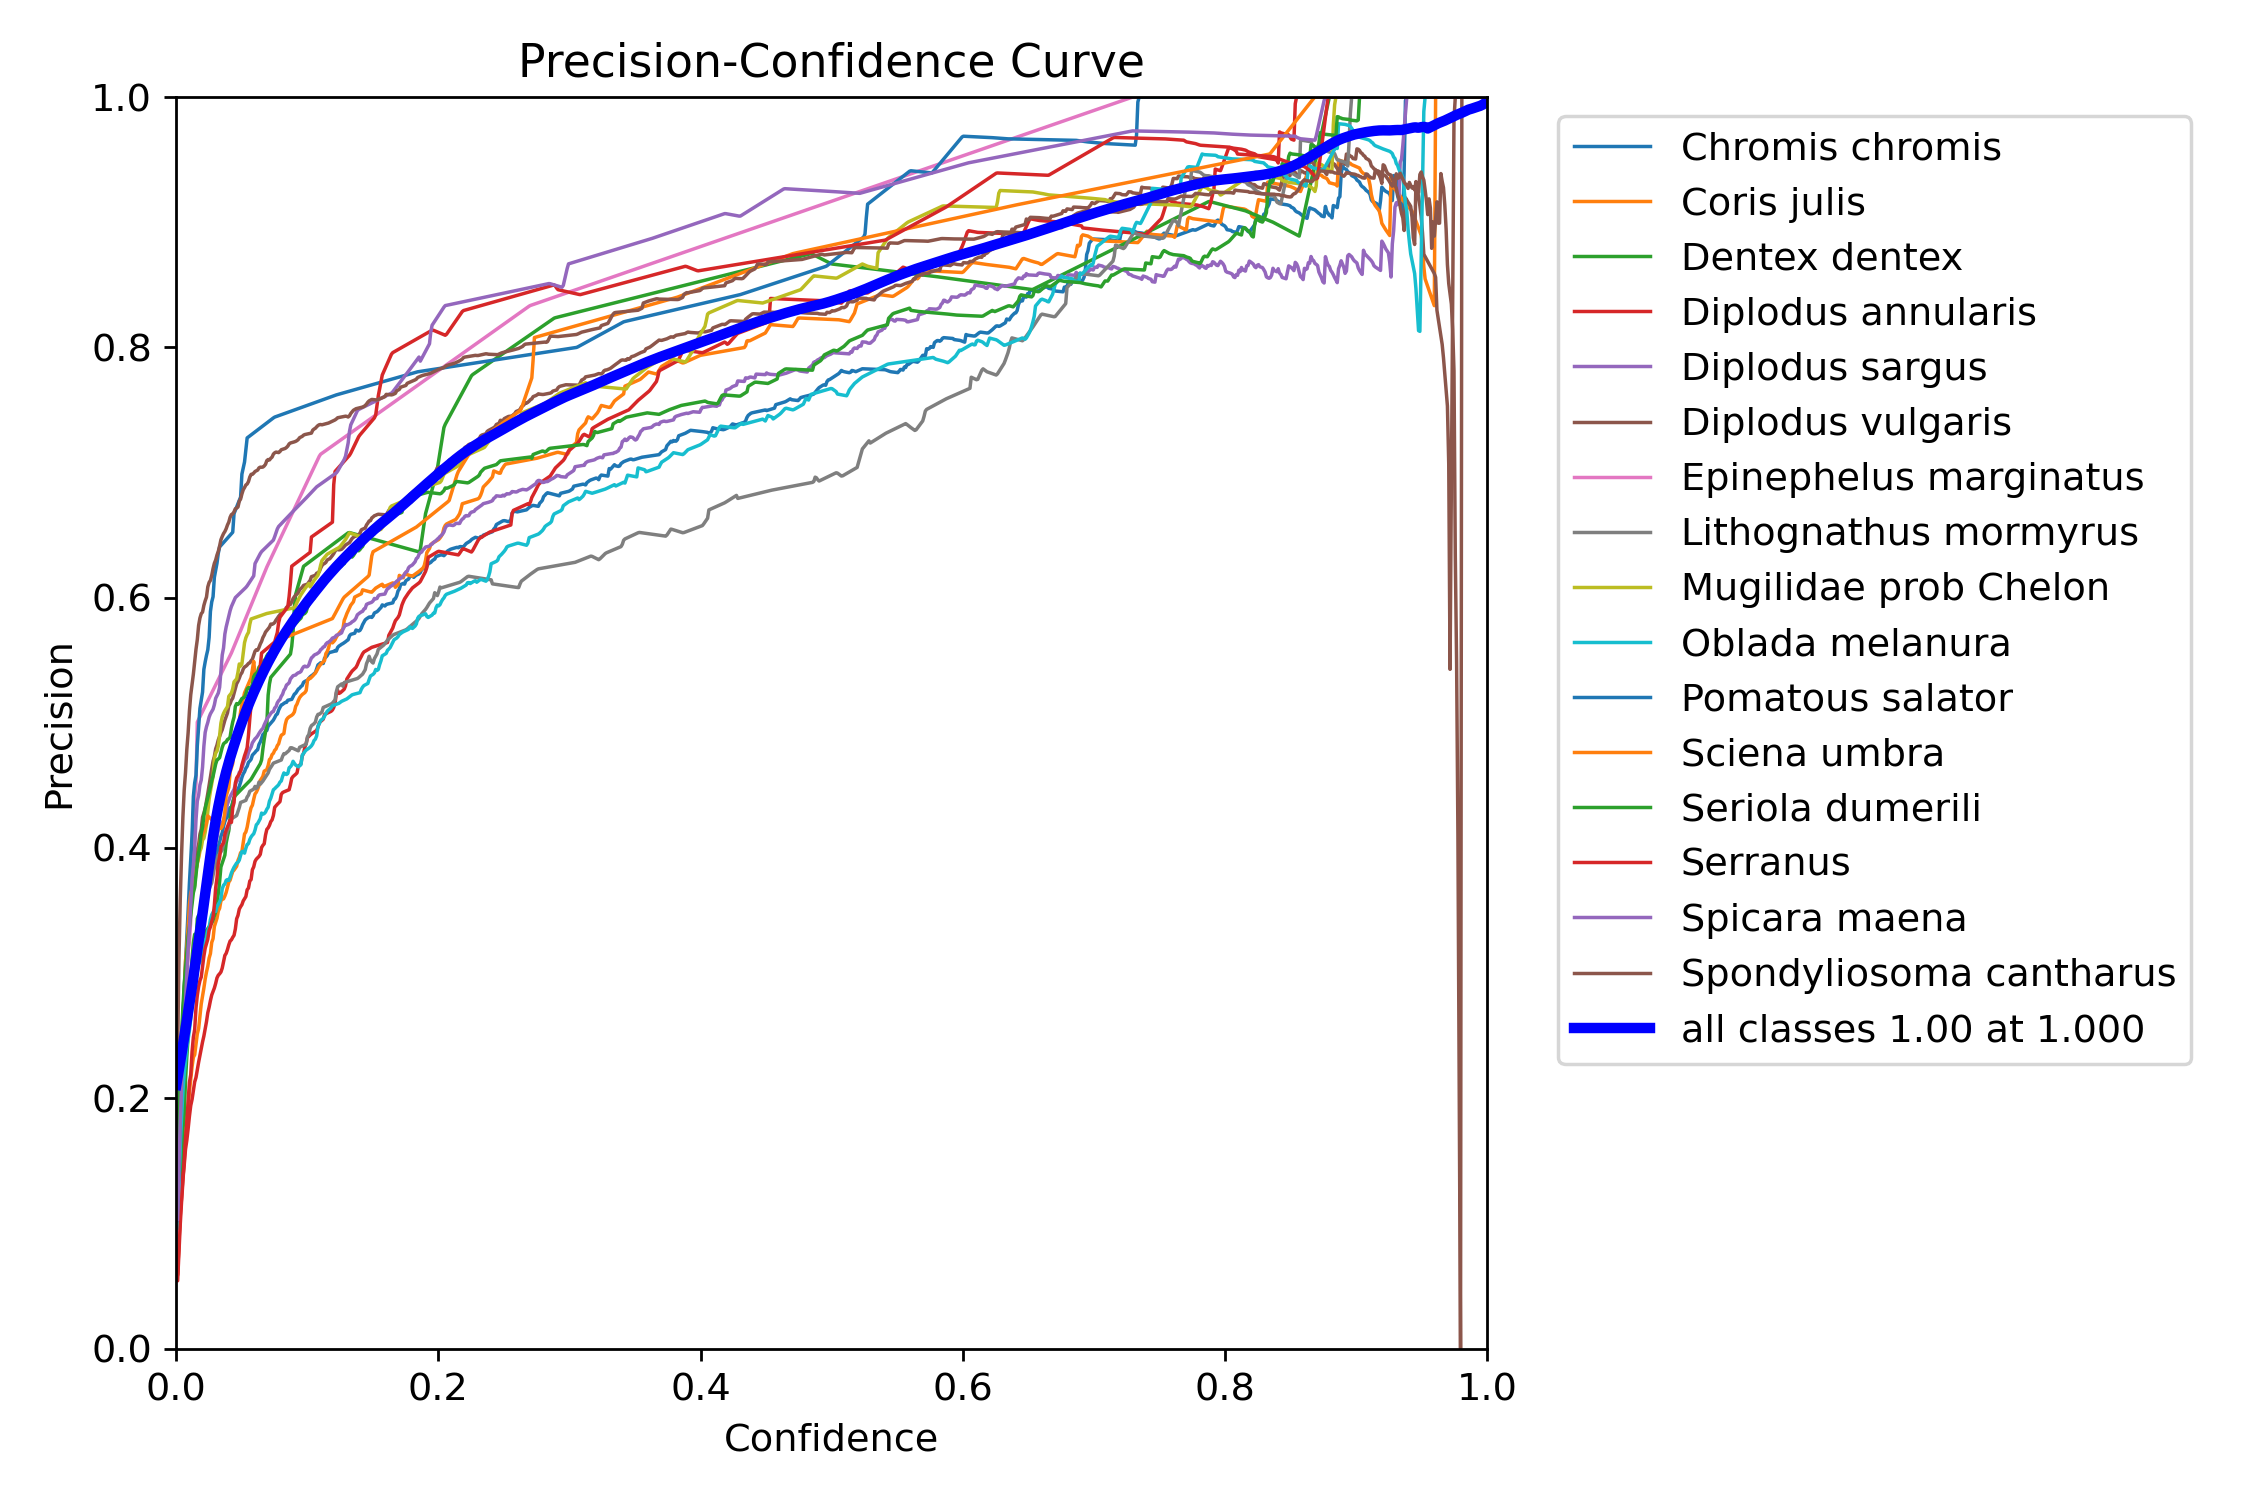 Precision-Confidence Curve
1.0
0.8
0.6
0.4
0.2
0.0
Precision
0.0 0.2 0.4 0.6 0.8 1.0
Confidence
Chromis chromis
Coris julis
Dentex dentex
Diplodus annularis
Diplodus sargus
Diplodus vulgaris
Epinephelus marginatus
Lithognathus mormyrus
Mugilidae prob Chelon
Oblada melanura
Pomatous salator
Sciena umbra
Seriola dumerili
Serranus
Spicara maena
Spondyliosoma cantharus
all classes 1.00 at 1.000